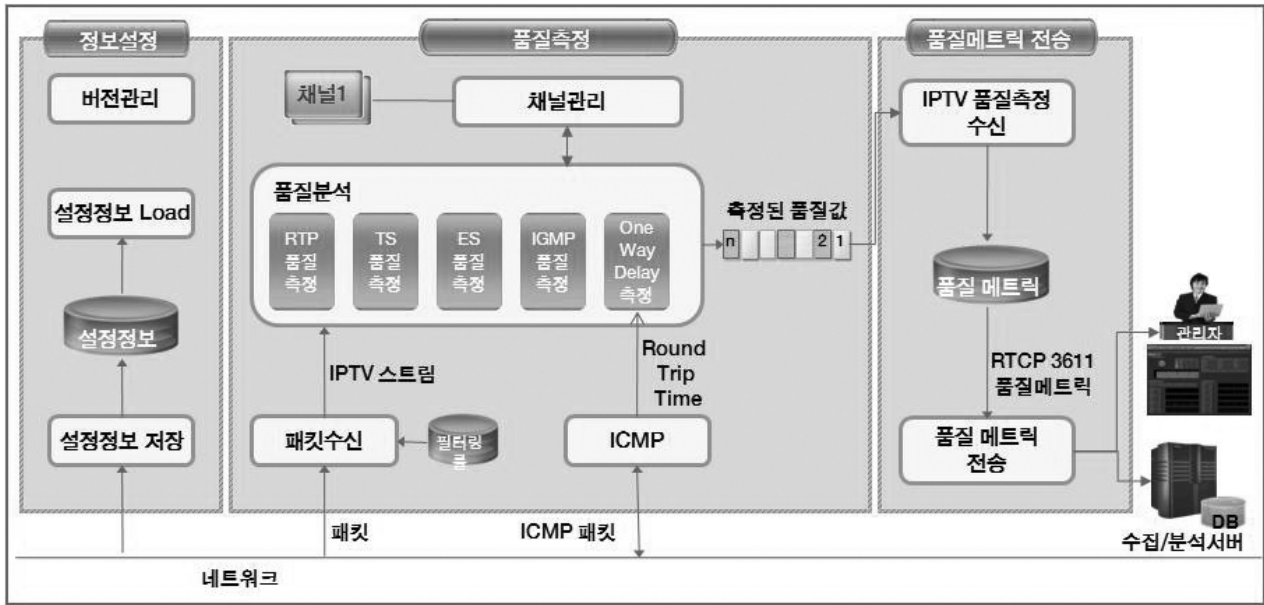 정보설정
버전관리
설정정보 Load
설정정보
설정정보 저장
품질측정
채널1
채널관리
품질분석
RTP
품질
측정
TS
품질
측정
ES
품질
측정
IGMP
품질
측정
One
Way
Delay
측정
측정된 품질값
n
2
1
IPTV 스트림
Round
Trip
Time
패킷수신
필터링
룰
ICMP
패킷
ICMP 패킷
품질메트릭 전송
IPTV 품질측정
수신
품질 메트릭
RTCP 3611
품질메트릭
품질 메트릭
전송
관리자
DB
수집/분석서버
네트워크